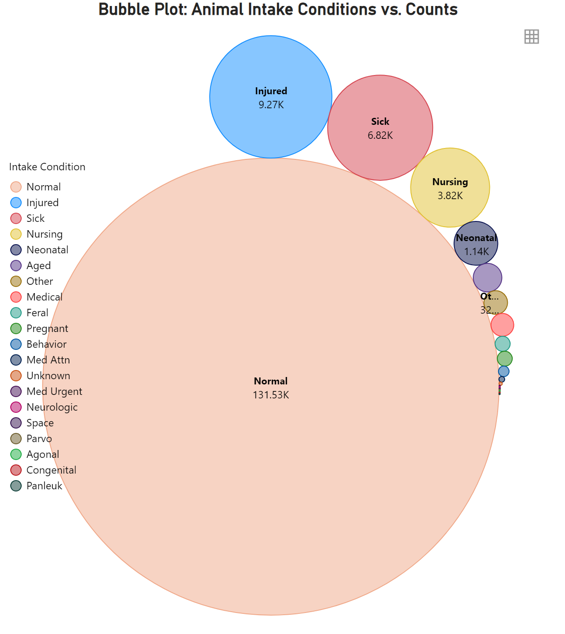 Bubble Plot: Animal Intake Conditions vs. Counts
Injured
9.27K
Sick
6.82K
Nursing
3.82K
Neonatal
1.14K
Ot...
32...
Normal
131.53K
Intake Condition
Normal
Injured
Sick
Nursing
Neonatal
Aged
Other
Medical
Feral
Pregnant
Behavior
Med Attn
Unknown
Med Urgent
Neurologic
Space
Parvo
Agonal
Congenital
Panleuk